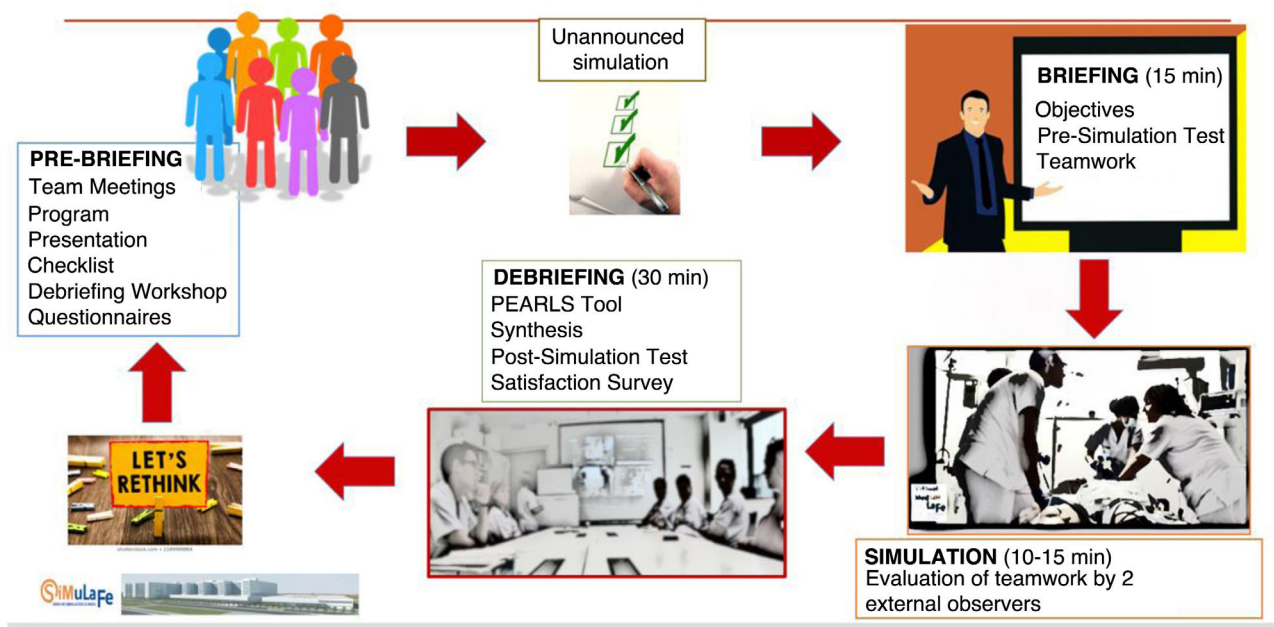 Unannounced
simulation
BRIEFING (15 min)
Objectives
Pre-Simulation Test
Teamwork
PRE-BRIEFING
Team Meetings
Program
Presentation
Checklist
Debriefing Workshop
Questionnaires
DEBRIEFING (30 min)
PEARLS Tool
Synthesis
Post-Simulation Test
Satisfaction Survey
LET'S
RETHINK
SIMULATION (10-15 min)
Evaluation of teamwork by 2
external observers
SiMuLaFe